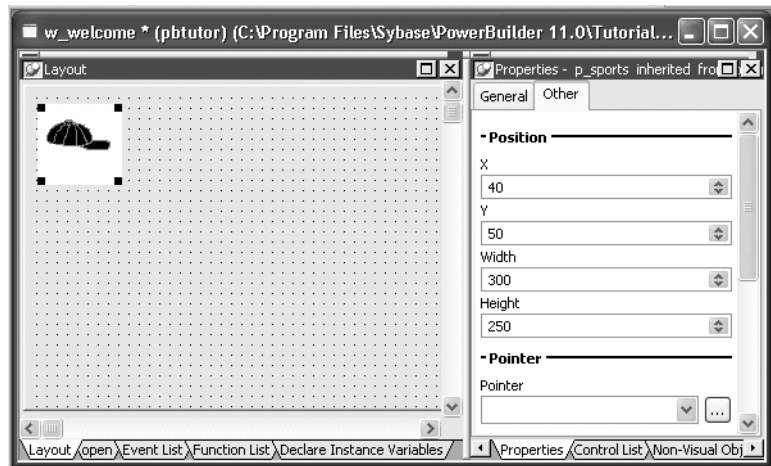 w_welcome * (pbtutor) (C:\Program Files\Sybase\PowerBuilder 11.0\Tutorial...
Layout
Properties - p_sports inherited
General Other
Position
X
40
Y
50
Width
300
Height
250
Pointer
Pointer
...
Layout open Event List Function List Declare Instance Variables
Properties Control List Non-Visual Obj